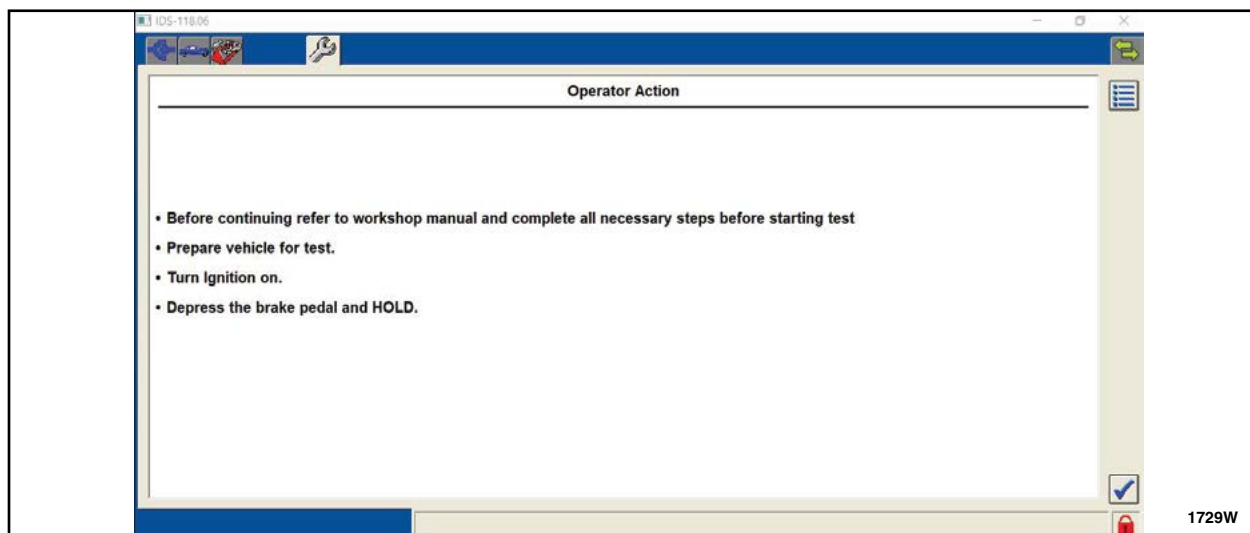 IDS-118.06
Operator Action
• Before continuing refer to workshop manual and complete all necessary steps before starting test
• Prepare vehicle for test.
• Turn Ignition on.
• Depress the brake pedal and HOLD.
1729W